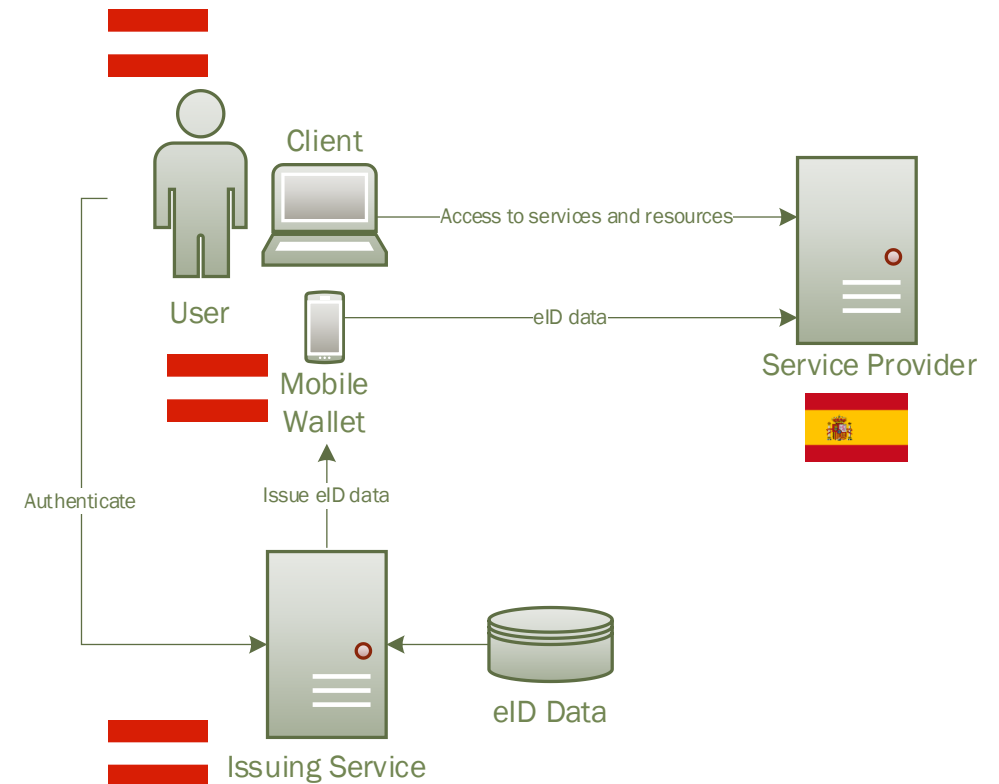 Client
Access to services and resources
User
eID data
Service Provider
Mobile
Wallet
Authenticate
Issue eID data
eID Data
Issuing Service